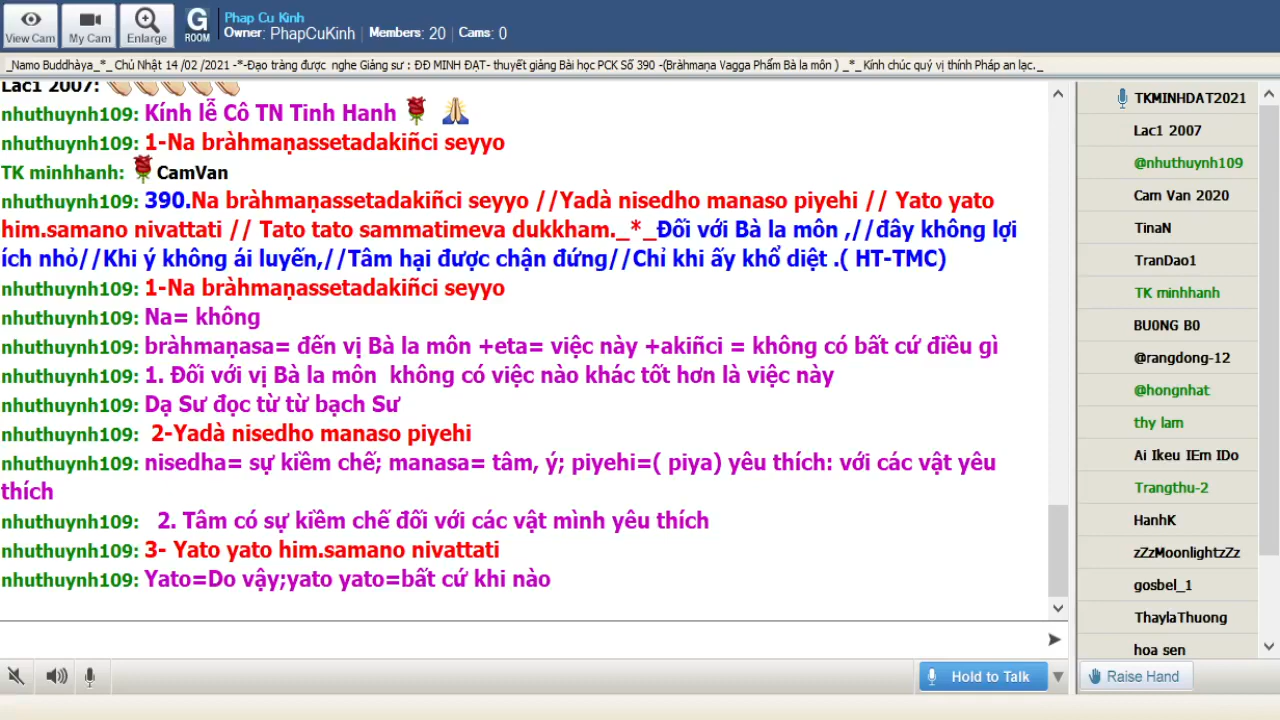 View Cam
My Cam
Enlarge
G
ROOM
Phap Cu Kinh
Owner: PhapCuKinh | Members: 20 | Cams: 0
_Namo Buddhàya_*_ Chủ Nhật 14 /02 /2021 -*-Đạo tràng được nghe Giảng sư : ĐĐ MINH ĐẠT- thuyết giảng Bài học PCK Số 390 -(Bràhmaṇa Vagga Phẩm Bà la môn ) _*_ Kính chúc quý vị thính Pháp an lạc._
Lac1 2007:
nhuthuynh109: Kính lễ Cô TN Tinh Hanh
nhuthuynh109: 1-Na bràhmaṇassetadakiñci seyyo
TK minhhanh: CamVan
nhuthuynh109: 390.Na bràhmaṇassetadakiñci seyyo //Yadà nisedho manaso piyehi // Yato yato
him.samano nivattati // Tato tato sammatimeva dukkham._*_Đối với Bà la môn ,//đây không lợi
ích nhỏ//Khi ý không ái luyến,//Tâm hại được chận đứng//Chỉ khi ấy khổ diệt .( HT-TMC)
nhuthuynh109: 1-Na bràhmaṇassetadakiñci seyyo
nhuthuynh109: Na= không
nhuthuynh109: bràhmaṇasa= đến vị Bà la môn +eta= việc này +akiñci = không có bất cứ điều gì
nhuthuynh109: 1. Đối với vị Bà la môn không có việc nào khác tốt hơn là việc này
nhuthuynh109: Dạ Sư đọc từ từ bạch Sư
nhuthuynh109: 2-Yadà nisedho manaso piyehi
nhuthuynh109: nisedha= sự kiềm chế; manasa= tâm, ý; piyehi=( piya) yêu thích: với các vật yêu
thích
nhuthuynh109: 2. Tâm có sự kiềm chế đối với các vật mình yêu thích
nhuthuynh109: 3- Yato yato him.samano nivattati
nhuthuynh109: Yato=Do vậy;yato yato=bất cứ khi nào
TKMINHDAT2021
Lac1 2007
@nhuthuynh109
Cam Van 2020
TinaN
TranDao1
TK minhhanh
BU0NG B0
@rangdong-12
@hongnhat
thy lam
Ai Ikeu IEm IDo
Trangthu-2
HanhK
zZzMoonlightzZz
gosbel_1
ThaylaThuong
hoa sen
Hold to Talk
Raise Hand